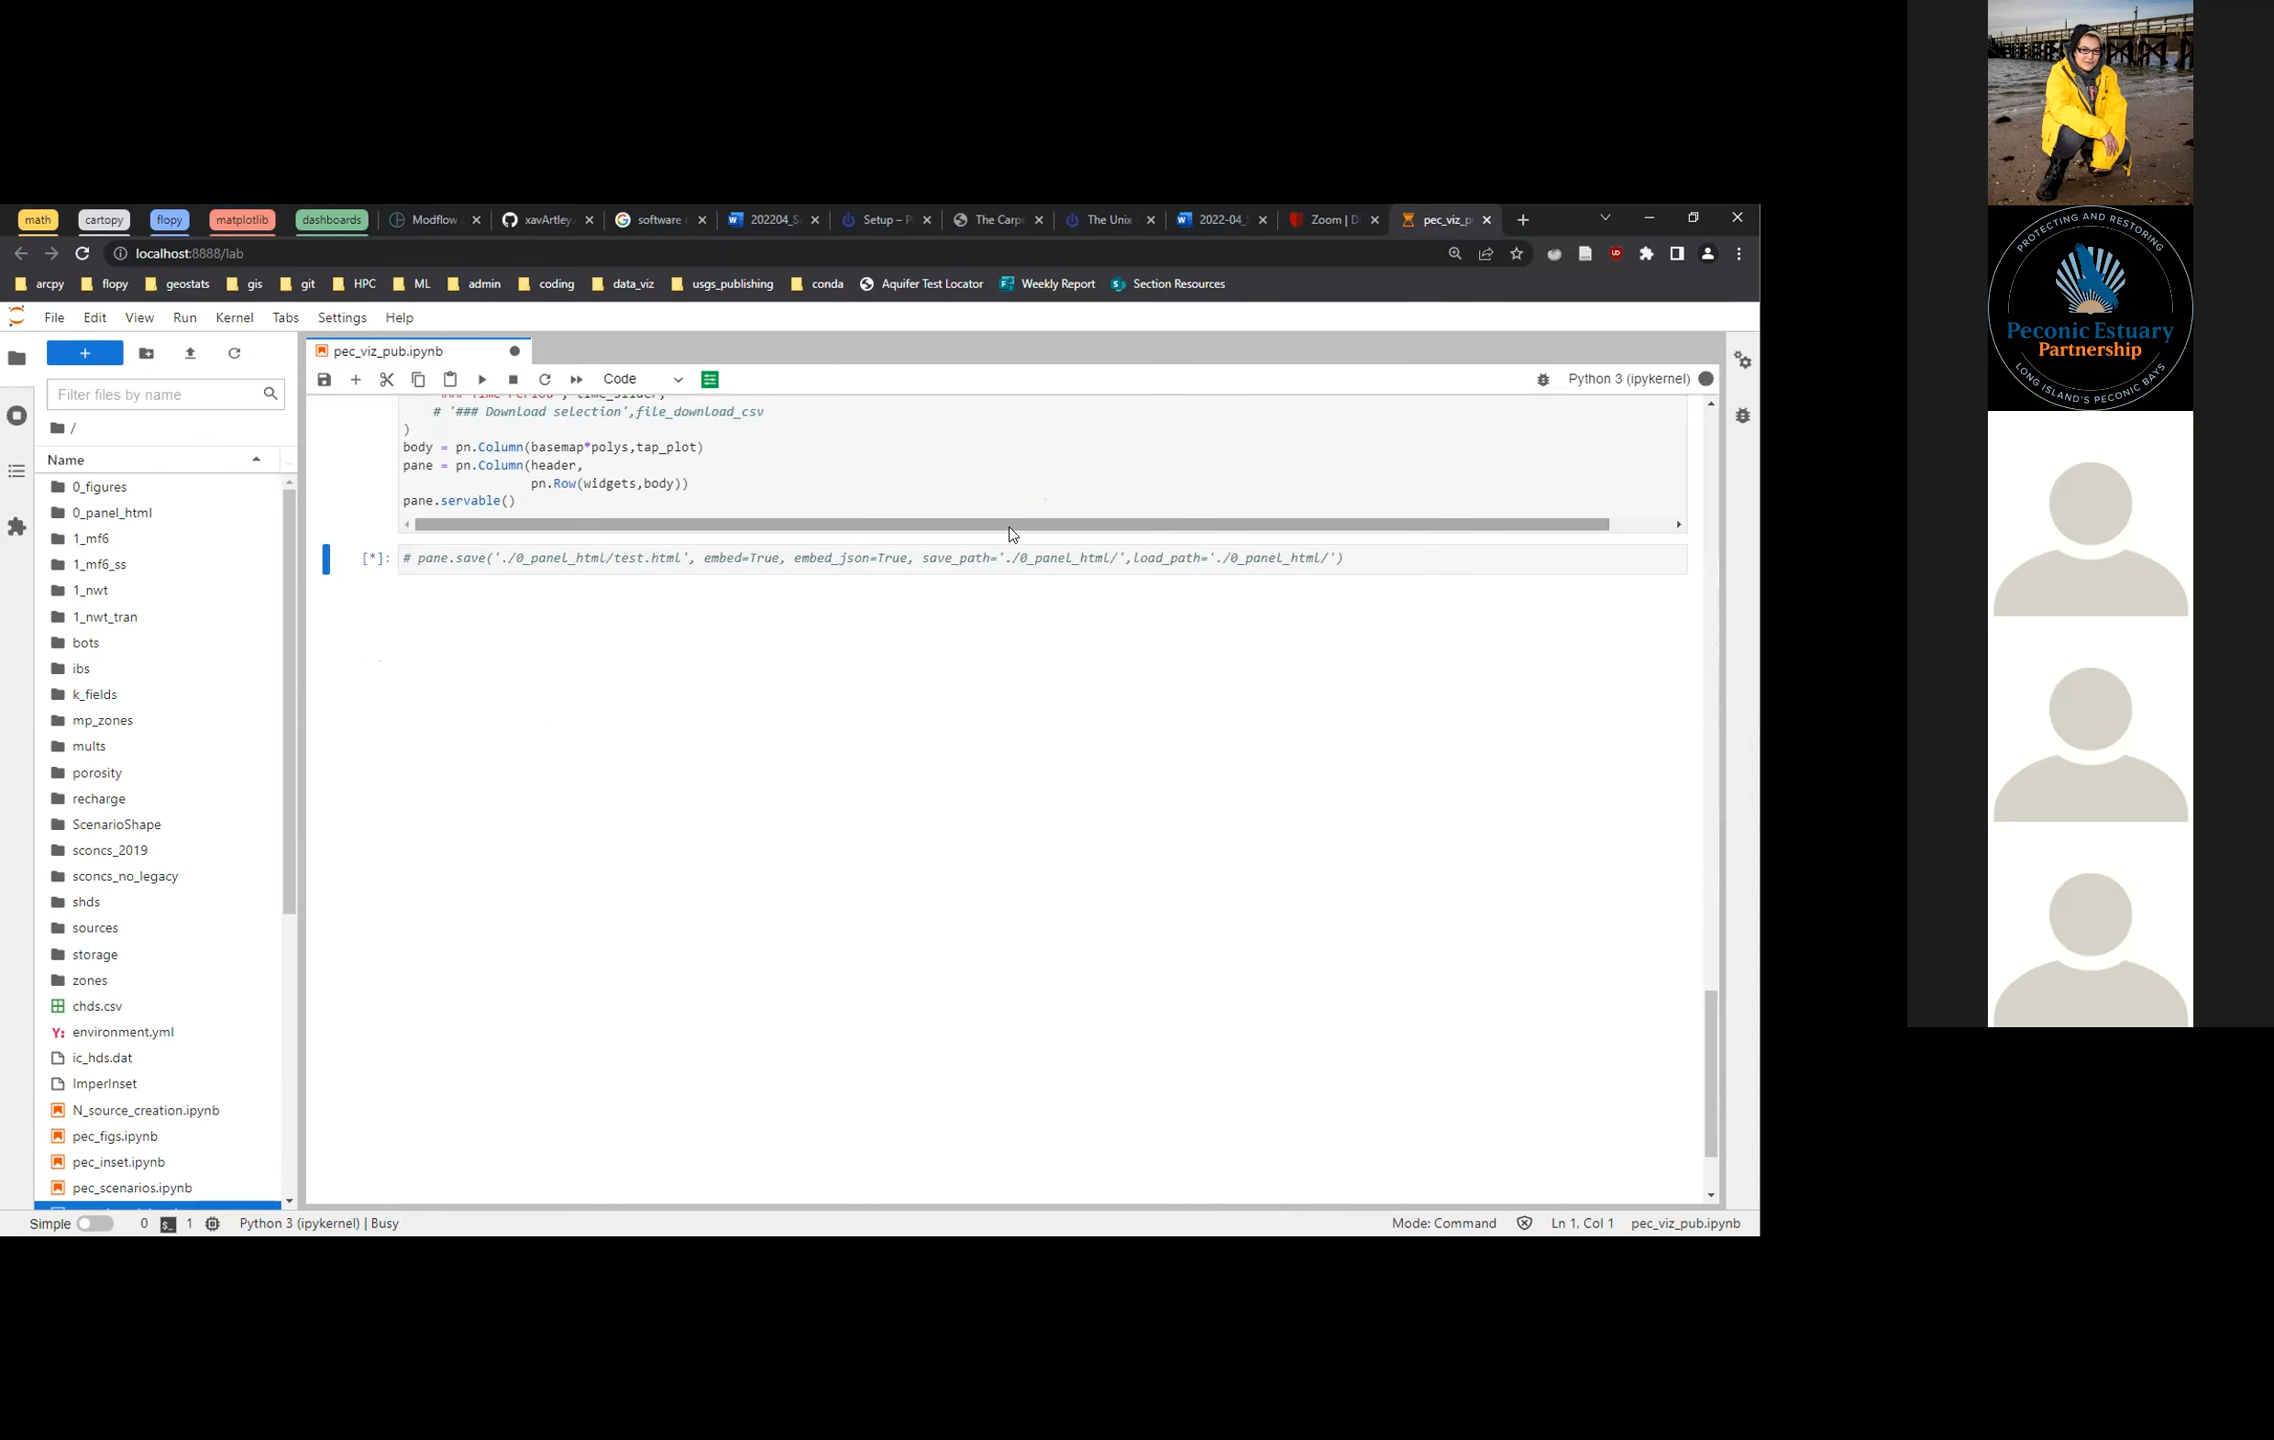 math
cartopy
flopy
matplotlib
dashboards
Modflow
xavArtley
software
202204_S
Setup –
The Carpe
The Unix
2022-04_
Zoom | D
pec_viz_p
localhost:8888/lab
arcpy
flopy
geostats
gis
git
HPC
ML
admin
coding
data_viz
usgs_publishing
conda
Aquifer Test Locator
Weekly Report
Section Resources
File
Edit
View
Run
Kernel
Tabs
Settings
Help
pec_viz_pub.ipynb
Code
Python 3 (ipykernel)
Filter files by name
/
Name
0_figures
0_panel_html
1_mf6
1_mf6_ss
1_nwt
1_nwt_tran
bots
ibs
k_fields
mp_zones
mults
porosity
recharge
ScenarioShape
sconcs_2019
sconcs_no_legacy
shds
sources
storage
zones
chds.csv
environment.yml
ic_hds.dat
ImperInset
N_source_creation.ipynb
pec_figs.ipynb
pec_inset.ipynb
pec_scenarios.ipynb
# '### Download selection',file_download_csv
)
body = pn.Column(basemap*polys,tap_plot)
pane = pn.Column(header,
pn.Row(widgets,body))
pane.servable()
[*]: # pane.save('./0_panel_html/test.html', embed=True, embed_json=True, save_path='./0_panel_html/',load_path='./0_panel_html/')
Simple
0
1
Python 3 (ipykernel) | Busy
Mode: Command
Ln 1, Col 1
pec_viz_pub.ipynb
PROTECTING AND RESTORING
Peconic Estuary
Partnership
LONG ISLAND'S PECONIC BAYS